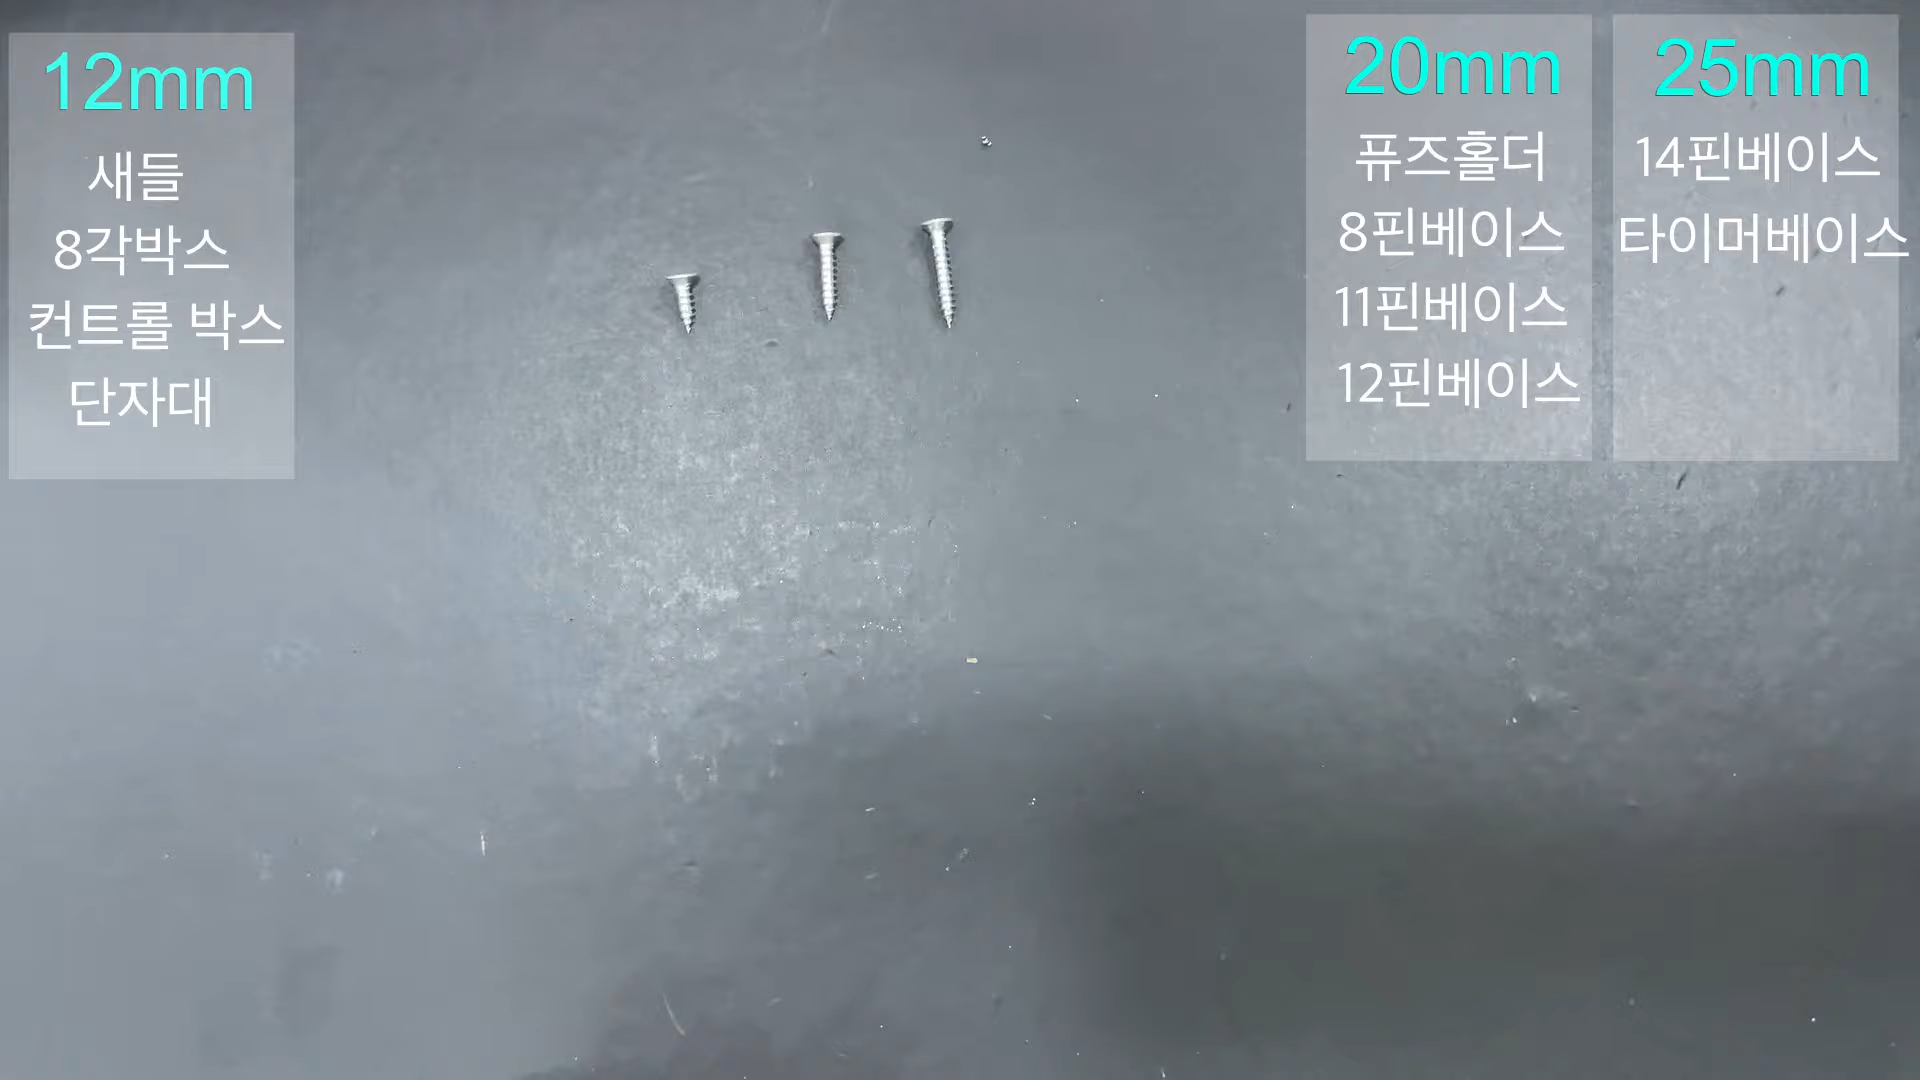 12mm
새들
8각박스
컨트롤 박스
단자대
20mm
퓨즈홀더
8핀베이스
11핀베이스
12핀베이스
25mm
14핀베이스
타이머베이스